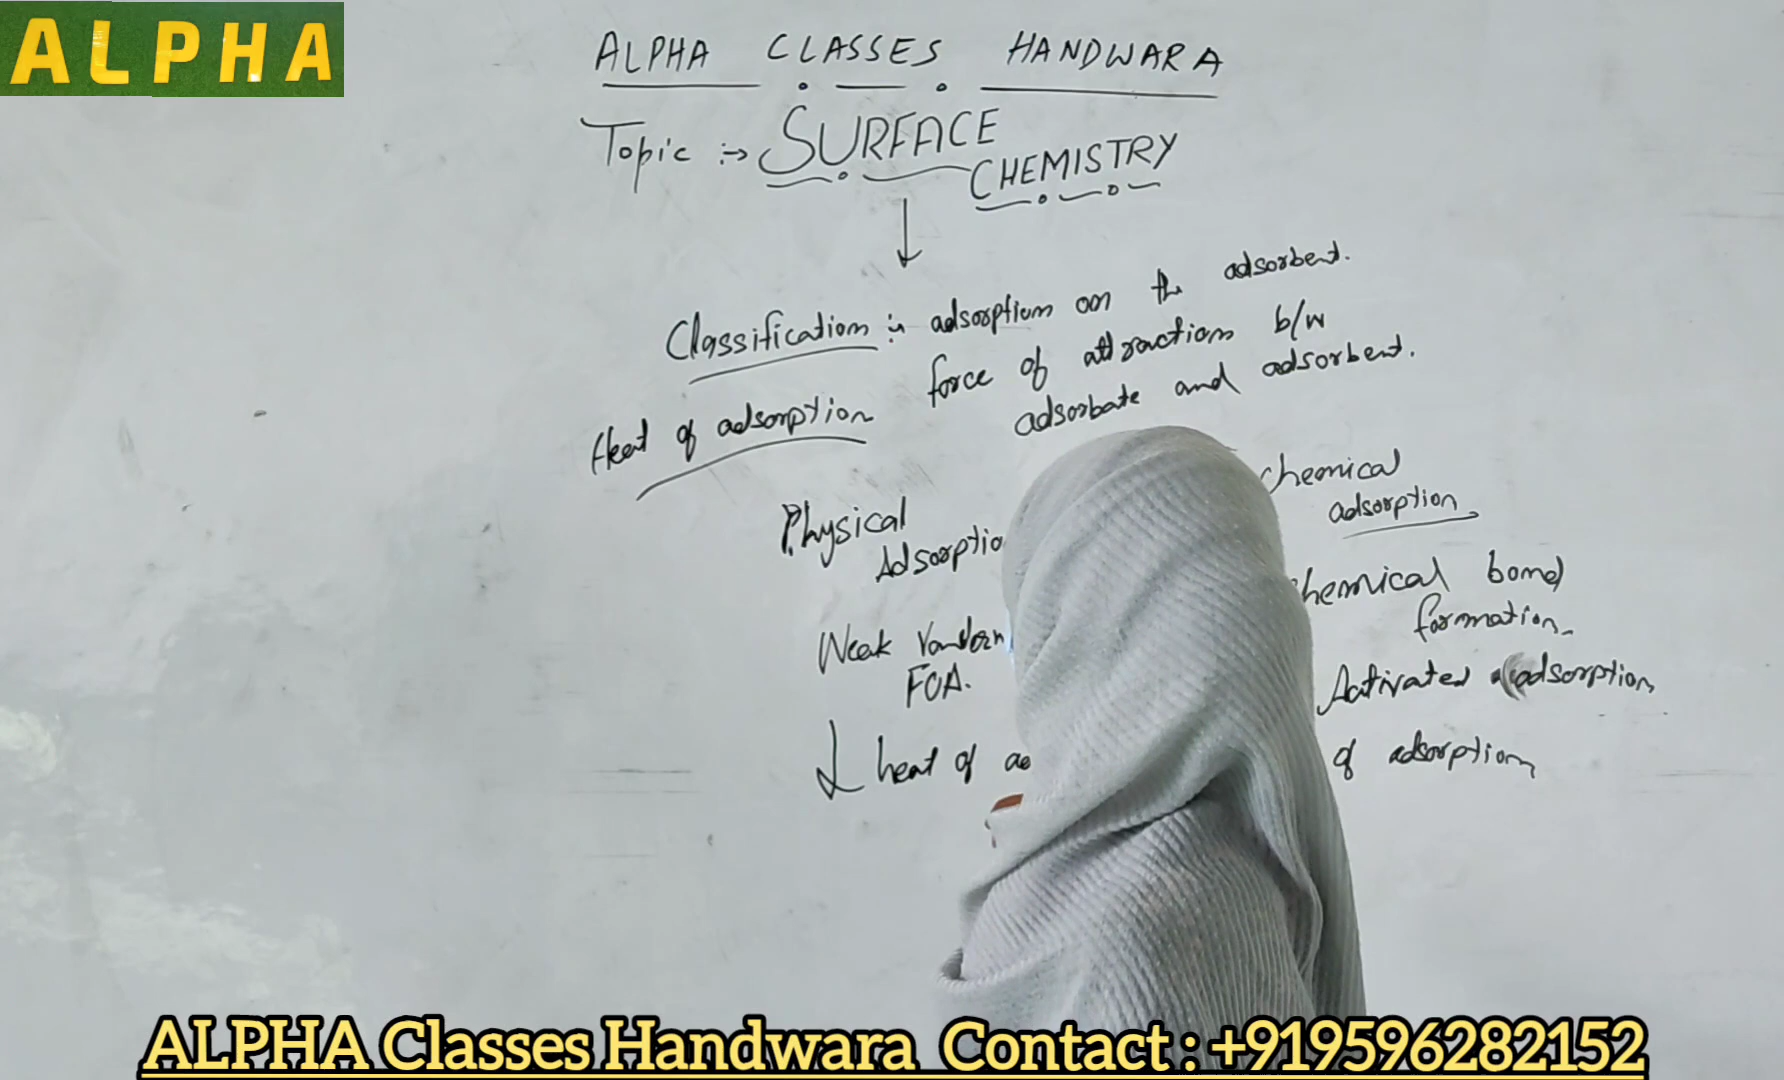 ALPHA
ALPHA CLASSES HANDWARA
Topic :→ SURFACE
CHEMISTRY
Classification :- adsorption on the adsorbent.
Heat of adsorption force of attraction b/w
adsorbate and adsorbent.
Physical
Adsorptio
chemical
adsorption
Weak Vander
FOA.
hemical bond
formation
Activated adsorption
↓ heat of ad
of adsorption
ALPHA Classes Handwara Contact : +919596282152